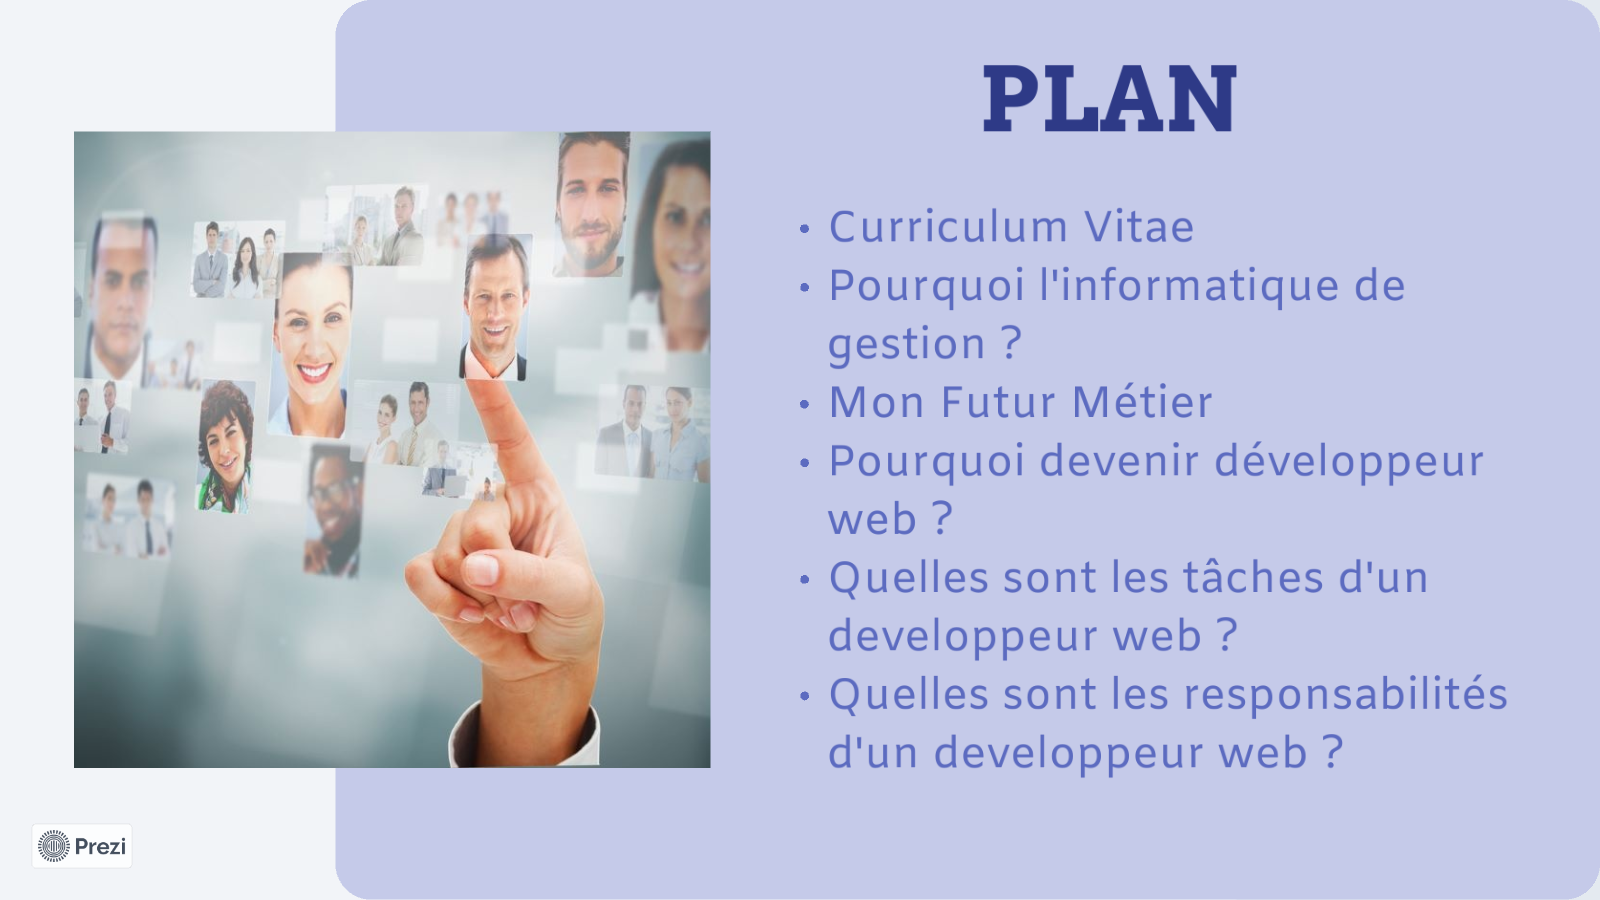 PLAN
• Curriculum Vitae
• Pourquoi l'informatique de
gestion ?
• Mon Futur Métier
• Pourquoi devenir développeur
web ?
• Quelles sont les tâches d'un
developpeur web ?
• Quelles sont les responsabilités
d'un developpeur web ?
Prezi